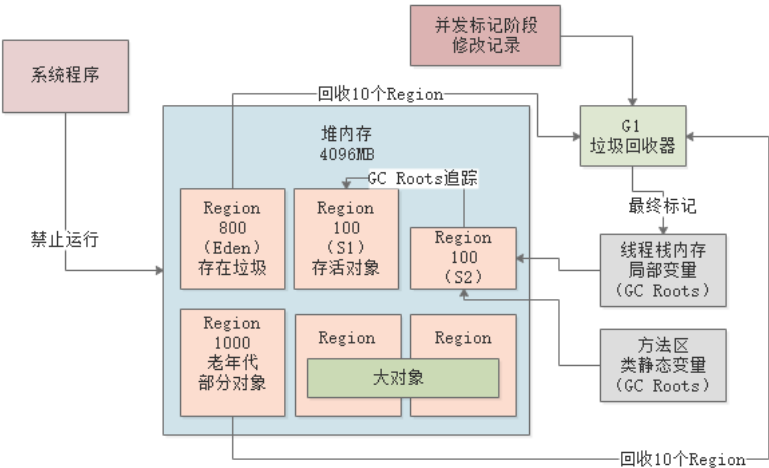 并发标记阶段
修改记录
系统程序
回收10个Region
堆内存
4096MB
G1
垃圾回收器
GC Roots追踪
最终标记
禁止运行
Region
800
(Eden)
存在垃圾
Region
100
(S1)
存活对象
Region
100
(S2)
线程栈内存
局部变量
(GC Roots)
Region
1000
老年代
部分对象
Region
Region
大对象
方法区
类静态变量
(GC Roots)
回收10个Region